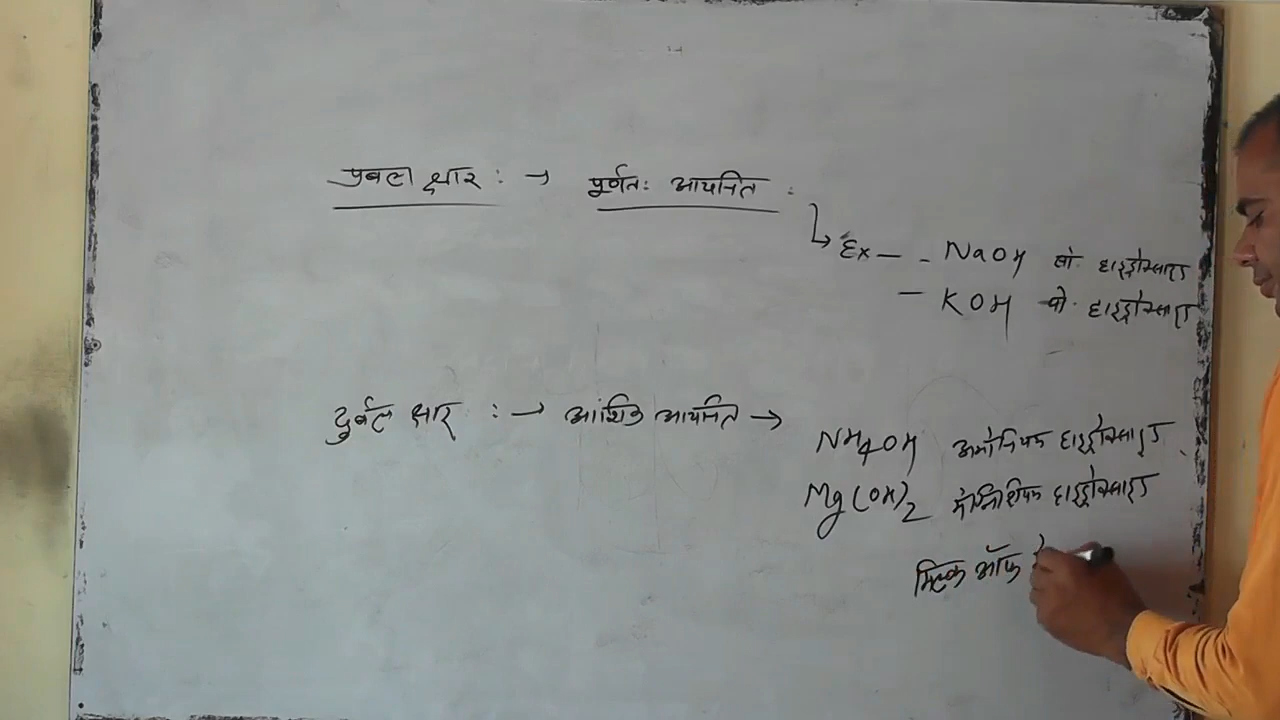 प्रबल क्षार : → पूर्णतः आयनित :
↳ Ex — - NaOH सो. हाइड्रोक्साइड
— KOH पो. हाइड्रोक्साइड
दुर्बल क्षार : → आंशिक आयनित →
NH4OH अमोनियम हाइड्रोक्साइड
Mg(OH)2 मैग्निशियम हाइड्रोक्साइड
मिल्क ऑफ